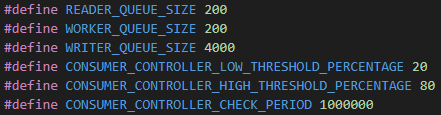 #define READER_QUEUE_SIZE 200
#define WORKER_QUEUE_SIZE 200
#define WRITER_QUEUE_SIZE 4000
#define CONSUMER_CONTROLLER_LOW_THRESHOLD_PERCENTAGE 20
#define CONSUMER_CONTROLLER_HIGH_THRESHOLD_PERCENTAGE 80
#define CONSUMER_CONTROLLER_CHECK_PERIOD 1000000